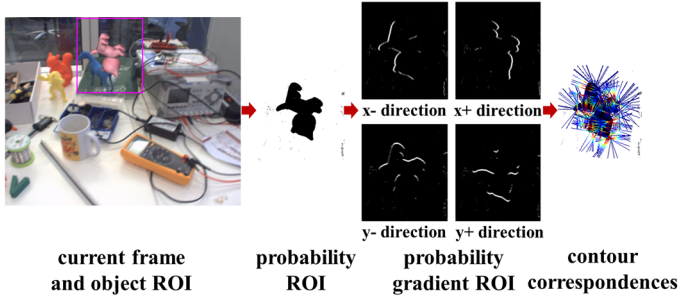 x- direction
x+ direction
y- direction
y+ direction
current frame
and object ROI
probability
ROI
probability
gradient ROI
contour
correspondences